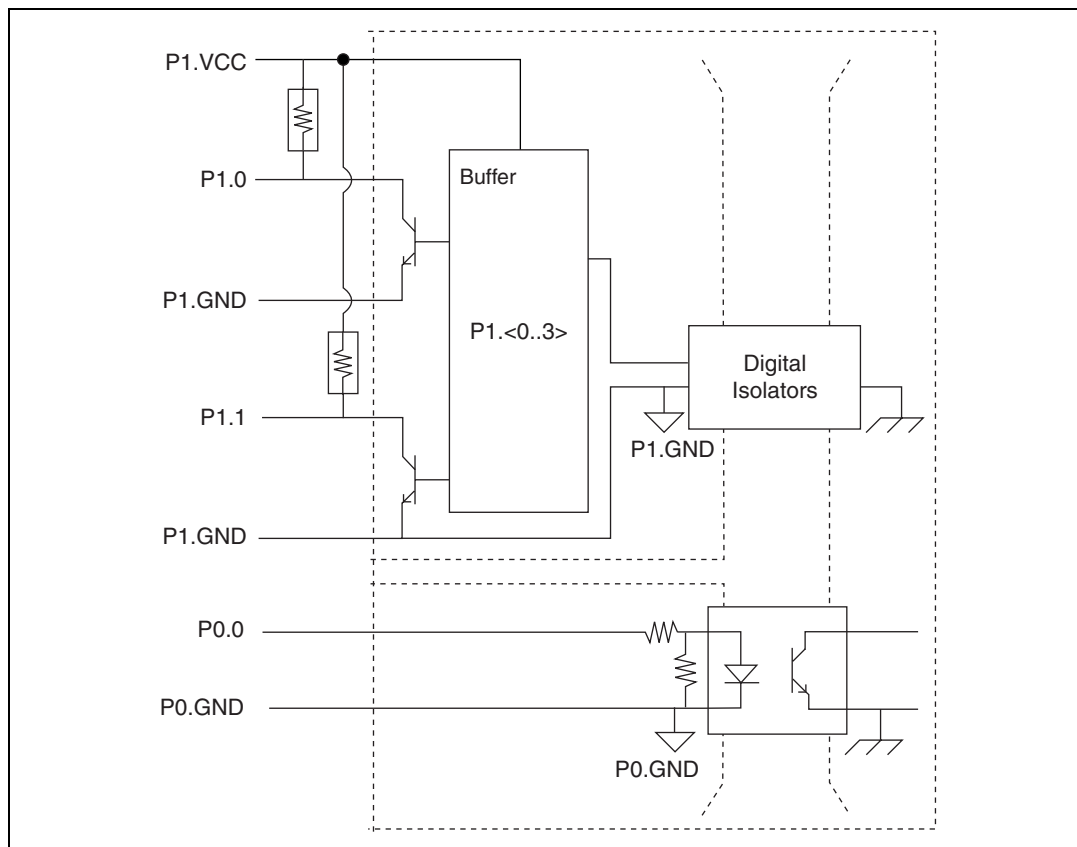 P1.VCC
P1.0
Buffer
P1.GND
P1.<0..3>
Digital
Isolators
P1.1
P1.GND
P1.GND
P0.0
P0.GND
P0.GND